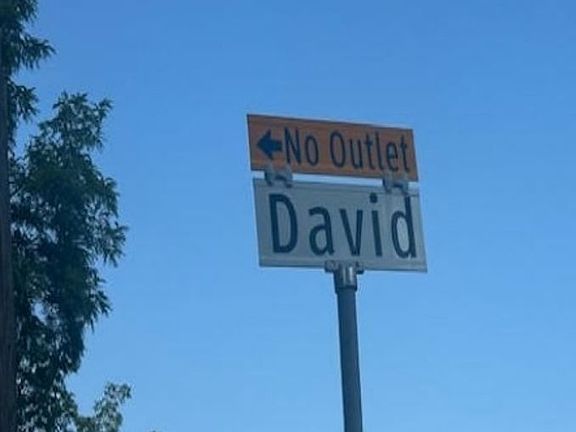 ←No Outlet
David